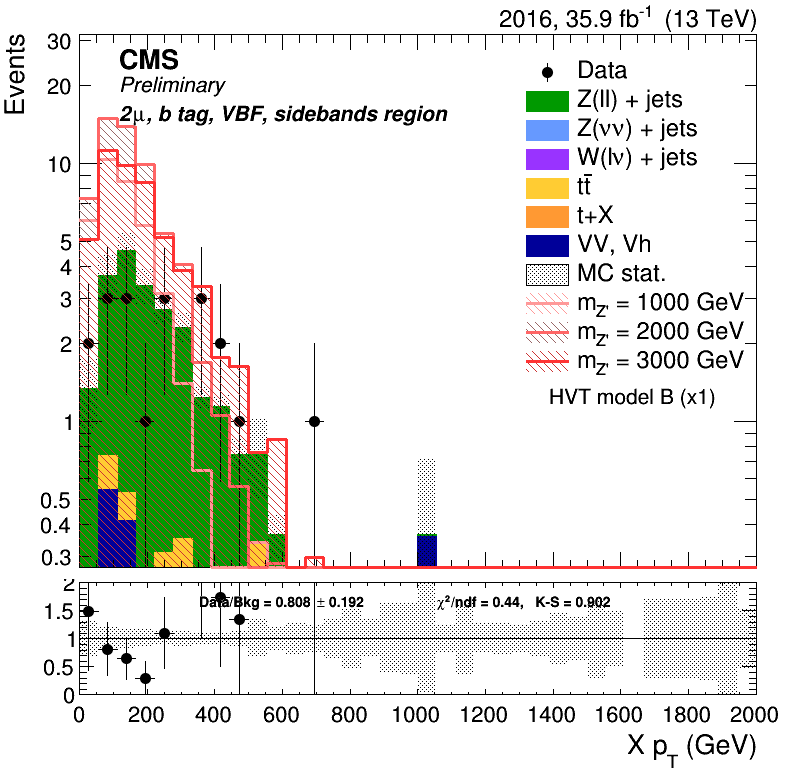 2016, 35.9 fb⁻¹ (13 TeV)
Events
CMS
Preliminary
2μ, b tag, VBF, sidebands region
Data
Z(ll) + jets
Z(νν) + jets
W(lν) + jets
tt̄
t+X
VV, Vh
MC stat.
m_Z' = 1000 GeV
m_Z' = 2000 GeV
m_Z' = 3000 GeV
HVT model B (x1)
30
20
10
5
4
3
2
1
0.5
0.4
0.3
Data/Bkg = 0.808 ± 0.192
χ²/ndf = 0.44, K-S = 0.902
2
1.5
1
0.5
0
0 200 400 600 800 1000 1200 1400 1600 1800 2000
X p_T (GeV)